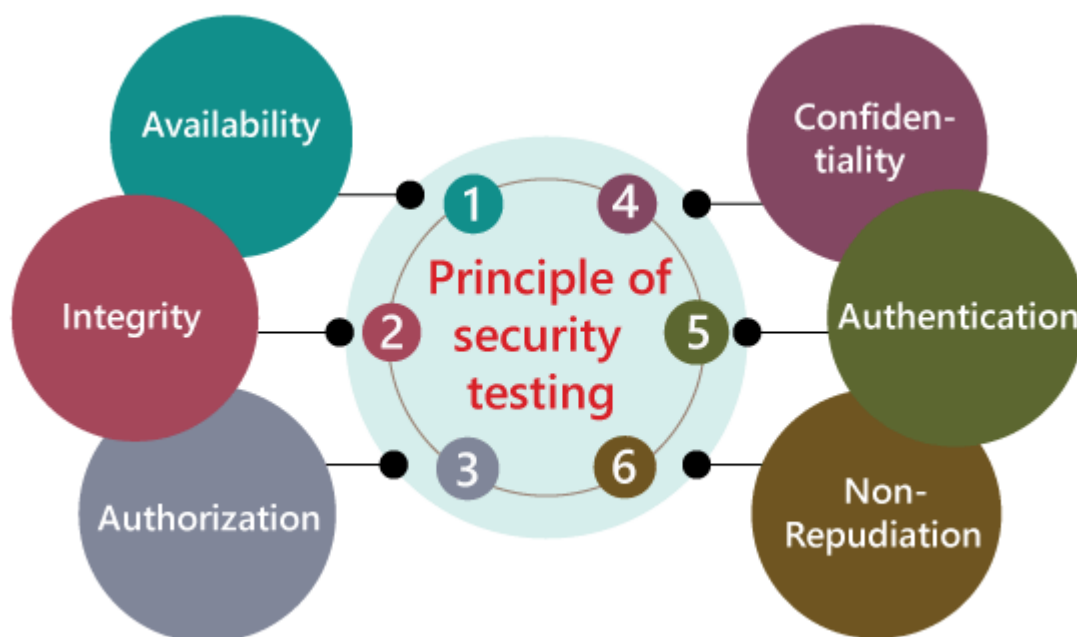 Availability
Integrity
Authorization
1
2
3
Principle of
security
testing
4
5
6
Confiden-
tiality
Authentication
Non-
Repudiation